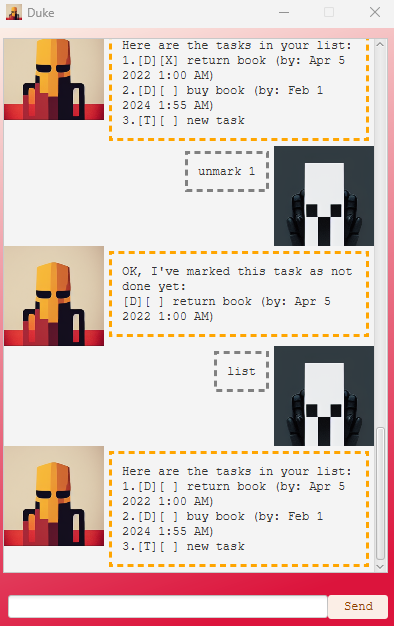 Duke
Here are the tasks in your list:
1.[D][X] return book (by: Apr 5
2022 1:00 AM)
2.[D][ ] buy book (by: Feb 1
2024 1:55 AM)
3.[T][ ] new task
unmark 1
OK, I've marked this task as not
done yet:
[D][ ] return book (by: Apr 5
2022 1:00 AM)
list
Here are the tasks in your list:
1.[D][ ] return book (by: Apr 5
2022 1:00 AM)
2.[D][ ] buy book (by: Feb 1
2024 1:55 AM)
3.[T][ ] new task
Send